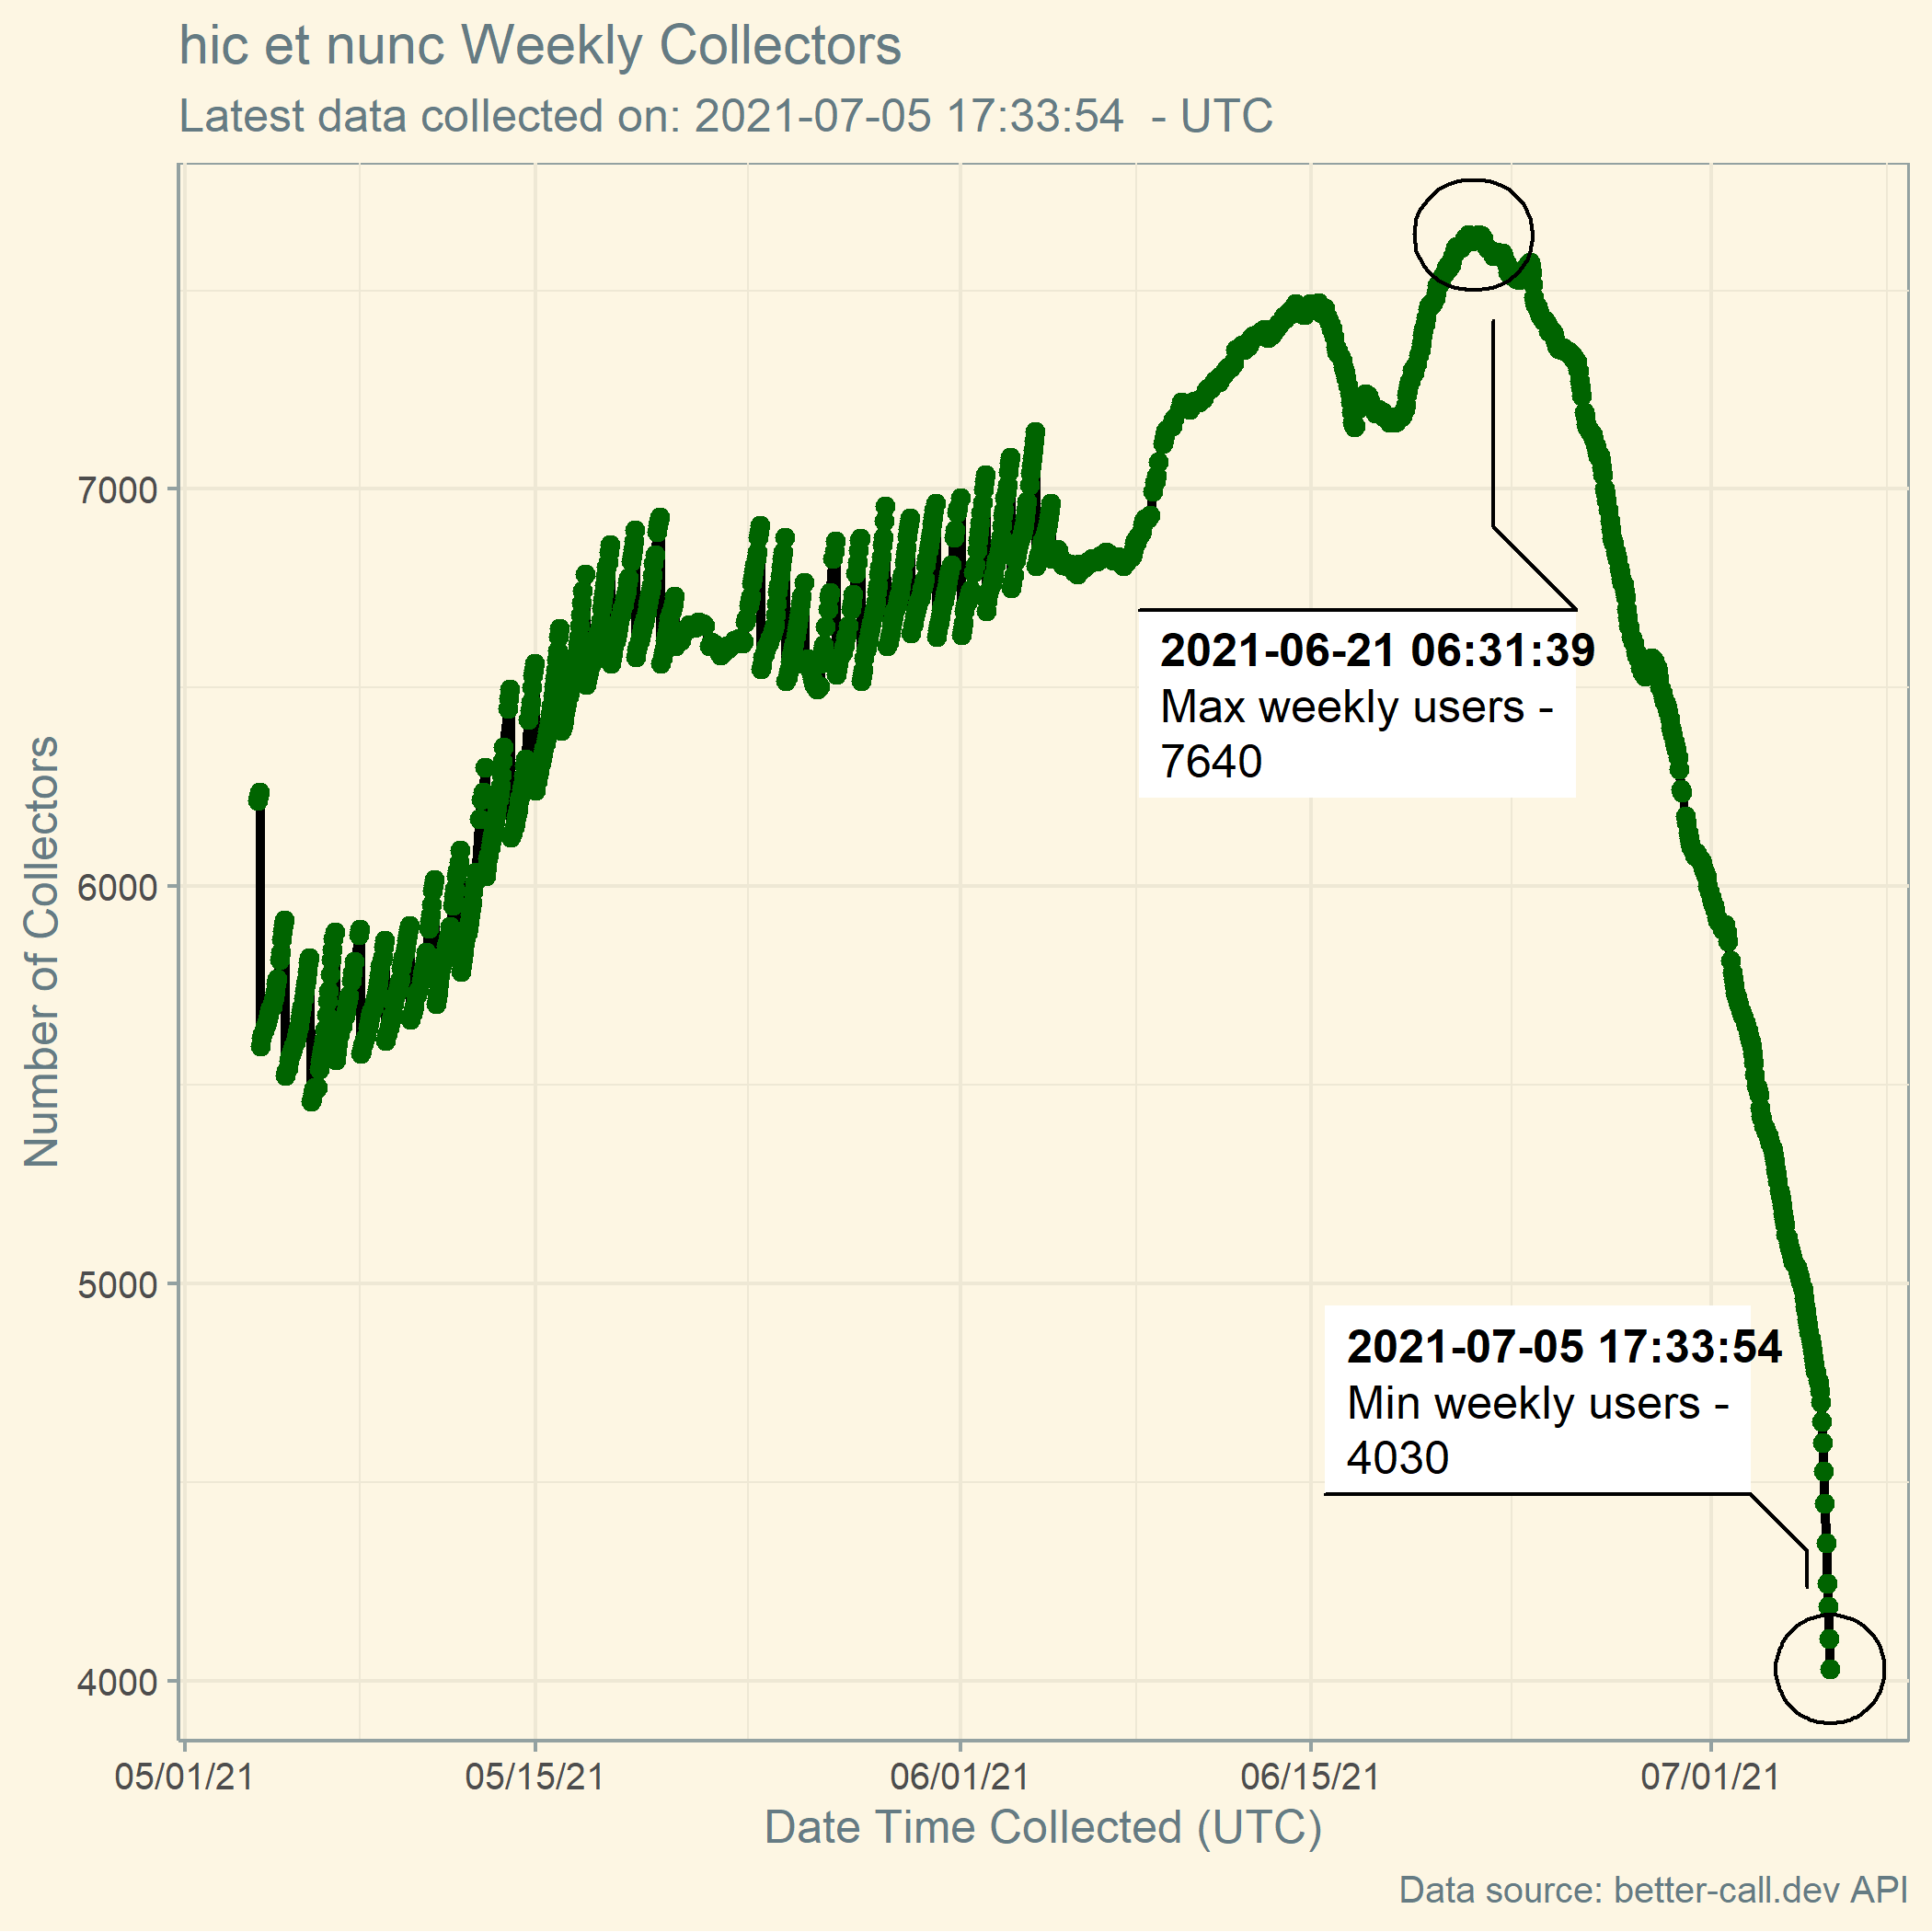 hic et nunc Weekly Collectors
Latest data collected on: 2021-07-05 17:33:54  - UTC
Number of Collectors
7000
6000
5000
4000
2021-06-21 06:31:39
Max weekly users -
7640
2021-07-05 17:33:54
Min weekly users -
4030
05/01/21 05/15/21 06/01/21 06/15/21 07/01/21
Date Time Collected (UTC)
Data source: better-call.dev API